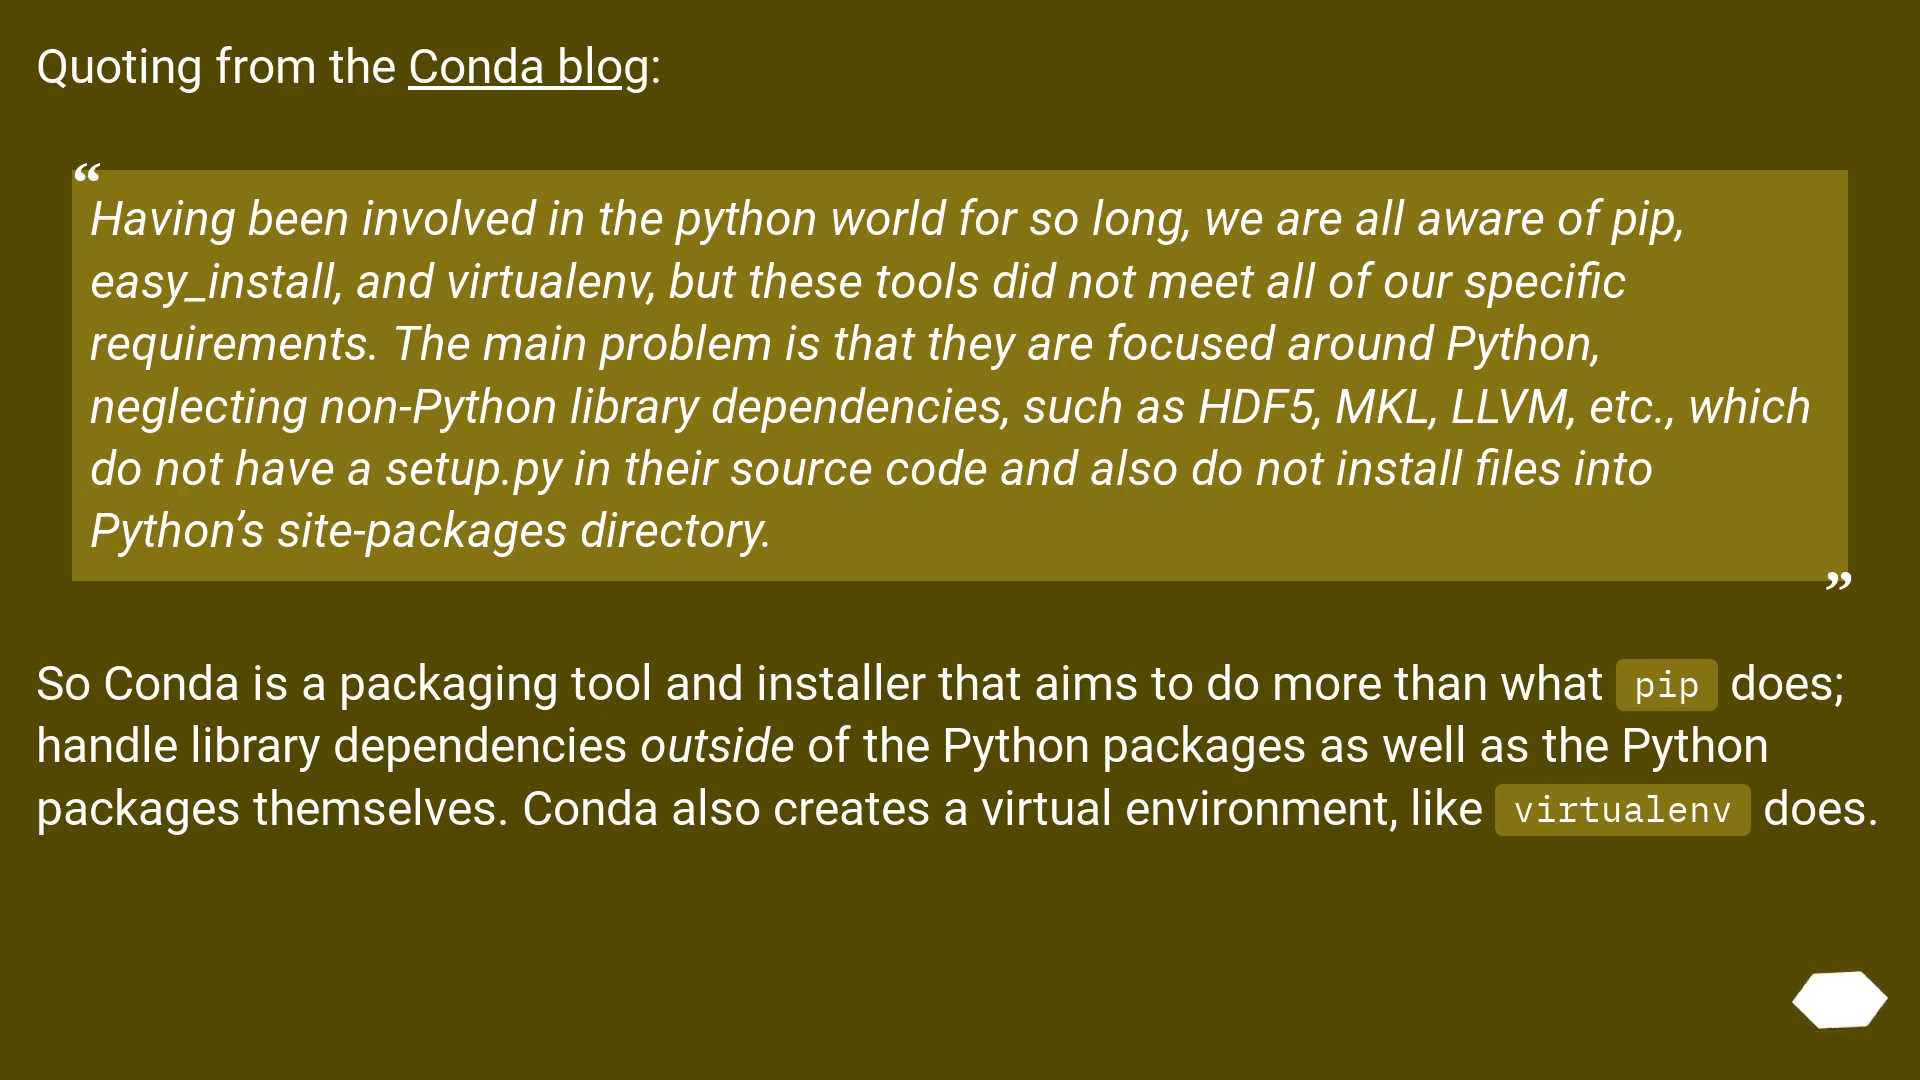 Quoting from the Conda blog:
“
Having been involved in the python world for so long, we are all aware of pip,
easy_install, and virtualenv, but these tools did not meet all of our specific
requirements. The main problem is that they are focused around Python,
neglecting non-Python library dependencies, such as HDF5, MKL, LLVM, etc., which
do not have a setup.py in their source code and also do not install files into
Python’s site-packages directory.
”
So Conda is a packaging tool and installer that aims to do more than what pip does;
handle library dependencies outside of the Python packages as well as the Python
packages themselves. Conda also creates a virtual environment, like virtualenv does.